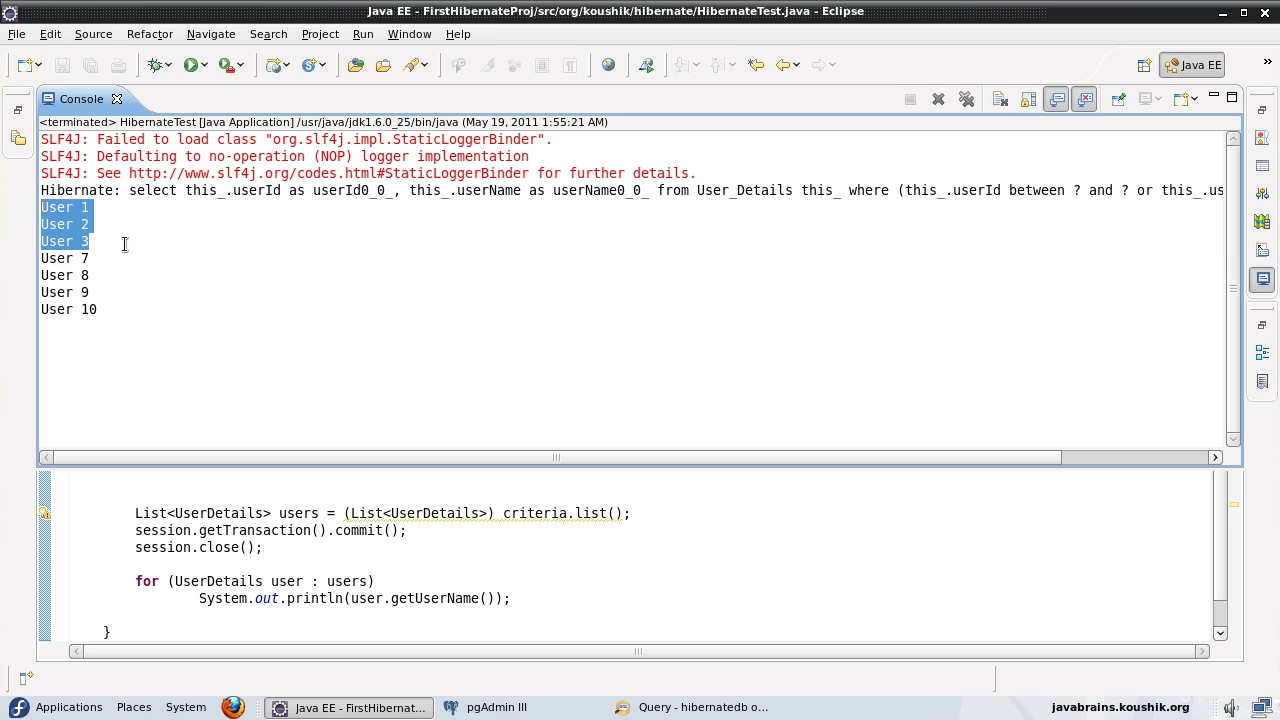 Java EE - FirstHibernateProj/src/org/koushik/hibernate/HibernateTest.java - Eclipse
File Edit Source Refactor Navigate Search Project Run Window Help
Java EE
Console
<terminated> HibernateTest [Java Application] /usr/java/jdk1.6.0_25/bin/java (May 19, 2011 1:55:21 AM)
SLF4J: Failed to load class "org.slf4j.impl.StaticLoggerBinder".
SLF4J: Defaulting to no-operation (NOP) logger implementation
SLF4J: See http://www.slf4j.org/codes.html#StaticLoggerBinder for further details.
Hibernate: select this_.userId as userId0_0_, this_.userName as userName0_0_ from User_Details this_ where (this_.userId between ? and ? or this_.us
User 1
User 2
User 3
User 7
User 8
User 9
User 10
List<UserDetails> users = (List<UserDetails>) criteria.list();
session.getTransaction().commit();
session.close();
for (UserDetails user : users)
System.out.println(user.getUserName());
}
Applications Places System Java EE - FirstHibernat... pgAdmin III Query - hibernatedb o... javabrains.koushik.org